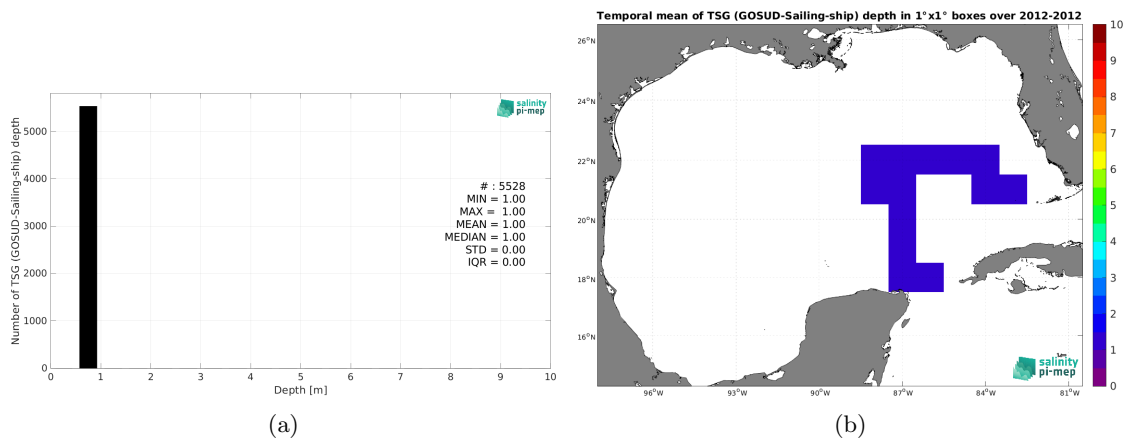 Temporal mean of TSG (GOSUD-Sailing-ship) depth in 1°x1° boxes over 2012-2012
Number of TSG (GOSUD-Sailing-ship) depth
5000
4000
3000
2000
1000
0
salinity
pi-mep
# : 5528
MIN = 1.00
MAX = 1.00
MEAN = 1.00
MEDIAN = 1.00
STD = 0.00
IQR = 0.00
0 1 2 3 4 5 6 7 8 9 10
Depth [m]
(a)
26°N
24°N
22°N
20°N
18°N
16°N
96°W 93°W 90°W 87°W 84°W 81°W
salinity
pi-mep
10
9
8
7
6
5
4
3
2
1
0
(b)